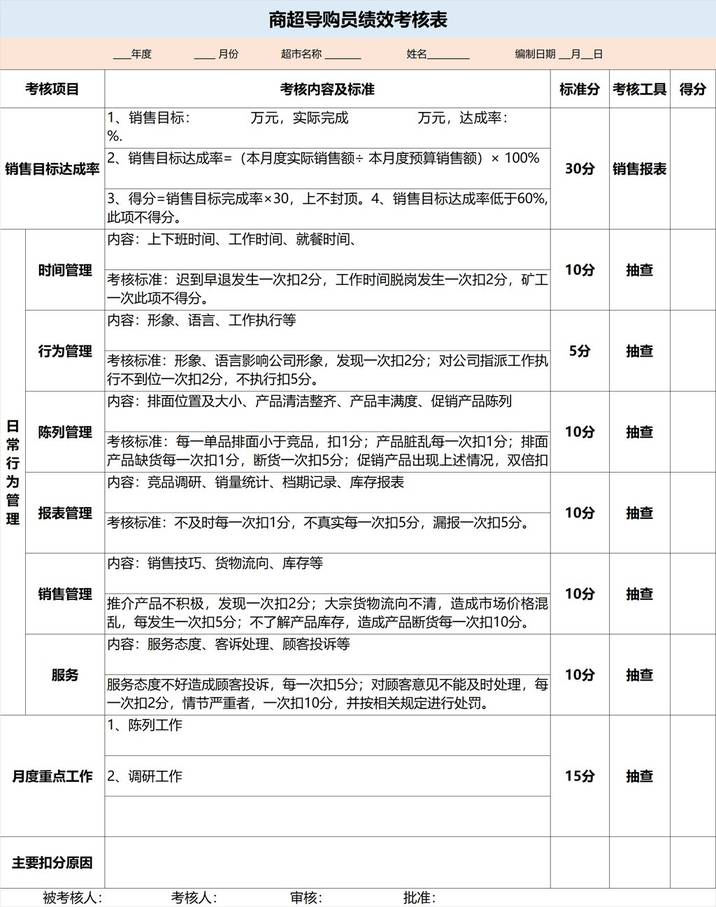 商超导购员绩效考核表
____年度 ____ 月份 超市名称 _______ 姓名________ 编制日期 __月__日
考核项目 考核内容及标准 标准分 考核工具 得分
销售目标达成率
1、销售目标： 万元，实际完成 万元，达成率：
%.
2、销售目标达成率=（本月度实际销售额÷ 本月度预算销售额）× 100%
3、得分=销售目标完成率×30，上不封顶。4、销售目标达成率低于60%,
此项不得分。
30分 销售报表
日常行为管理
时间管理
内容：上下班时间、工作时间、就餐时间、
考核标准：迟到早退发生一次扣2分，工作时间脱岗发生一次扣2分，矿工
一次此项不得分。
10分 抽查
行为管理
内容：形象、语言、工作执行等
考核标准：形象、语言影响公司形象，发现一次扣2分；对公司指派工作执
行不到位一次扣2分，不执行扣5分。
5分 抽查
陈列管理
内容：排面位置及大小、产品清洁整齐、产品丰满度、促销产品陈列
考核标准：每一单品排面小于竞品，扣1分；产品脏乱每一次扣1分；排面
产品缺货每一次扣1分，断货一次扣5分；促销产品出现上述情况，双倍扣
10分 抽查
报表管理
内容：竞品调研、销量统计、档期记录、库存报表
考核标准：不及时每一次扣1分，不真实每一次扣5分，漏报一次扣5分。
10分 抽查
销售管理
内容：销售技巧、货物流向、库存等
推介产品不积极，发现一次扣2分；大宗货物流向不清，造成市场价格混
乱，每发生一次扣5分；不了解产品库存，造成产品断货每一次扣10分。
10分 抽查
服务
内容：服务态度、客诉处理、顾客投诉等
服务态度不好造成顾客投诉，每一次扣5分；对顾客意见不能及时处理，每
一次扣2分，情节严重者，一次扣10分，并按相关规定进行处罚。
10分 抽查
月度重点工作
1、陈列工作
2、调研工作
15分 抽查
主要扣分原因
被考核人： 考核人： 审核： 批准：